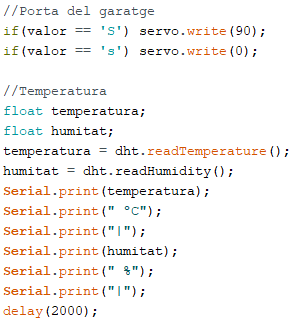 //Porta del garatge
if(valor == 'S') servo.write(90);
if(valor == 's') servo.write(0);
//Temperatura
float temperatura;
float humitat;
temperatura = dht.readTemperature();
humitat = dht.readHumidity();
Serial.print(temperatura);
Serial.print(" ºC");
Serial.print("|");
Serial.print(humitat);
Serial.print(" %");
Serial.print("|");
delay(2000);